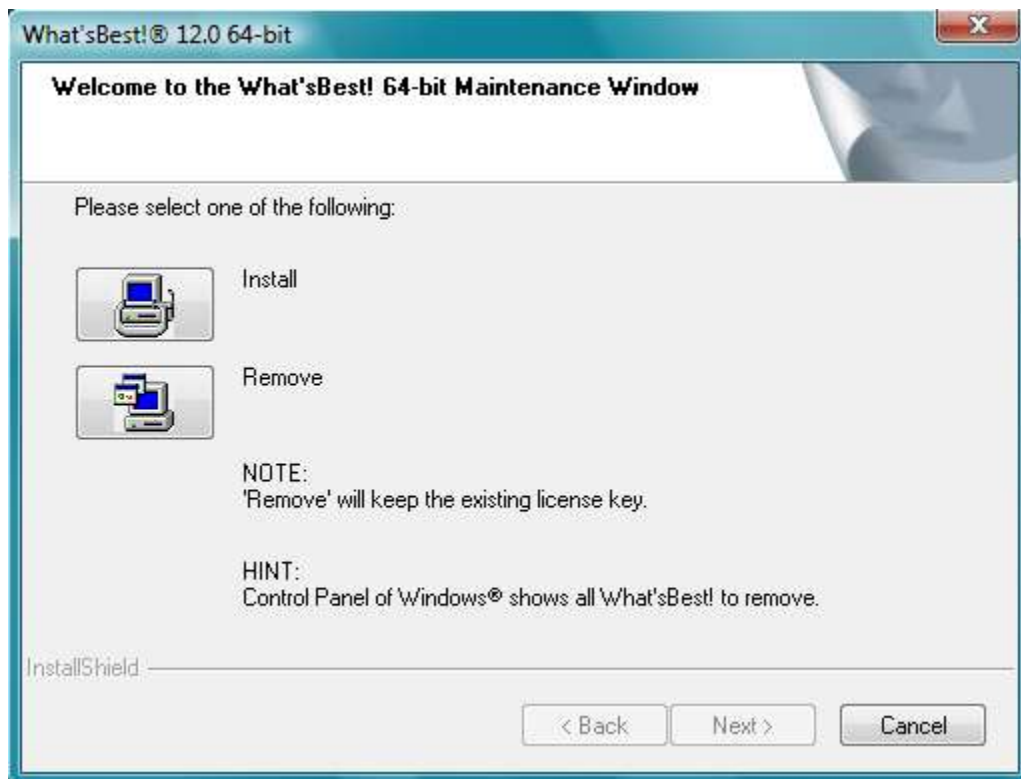 What'sBest!® 12.0 64-bit
Welcome to the What'sBest! 64-bit Maintenance Window
Please select one of the following:
Install
Remove
NOTE:
'Remove' will keep the existing license key.
HINT:
Control Panel of Windows® shows all What'sBest! to remove.
InstallShield
< Back Next > Cancel